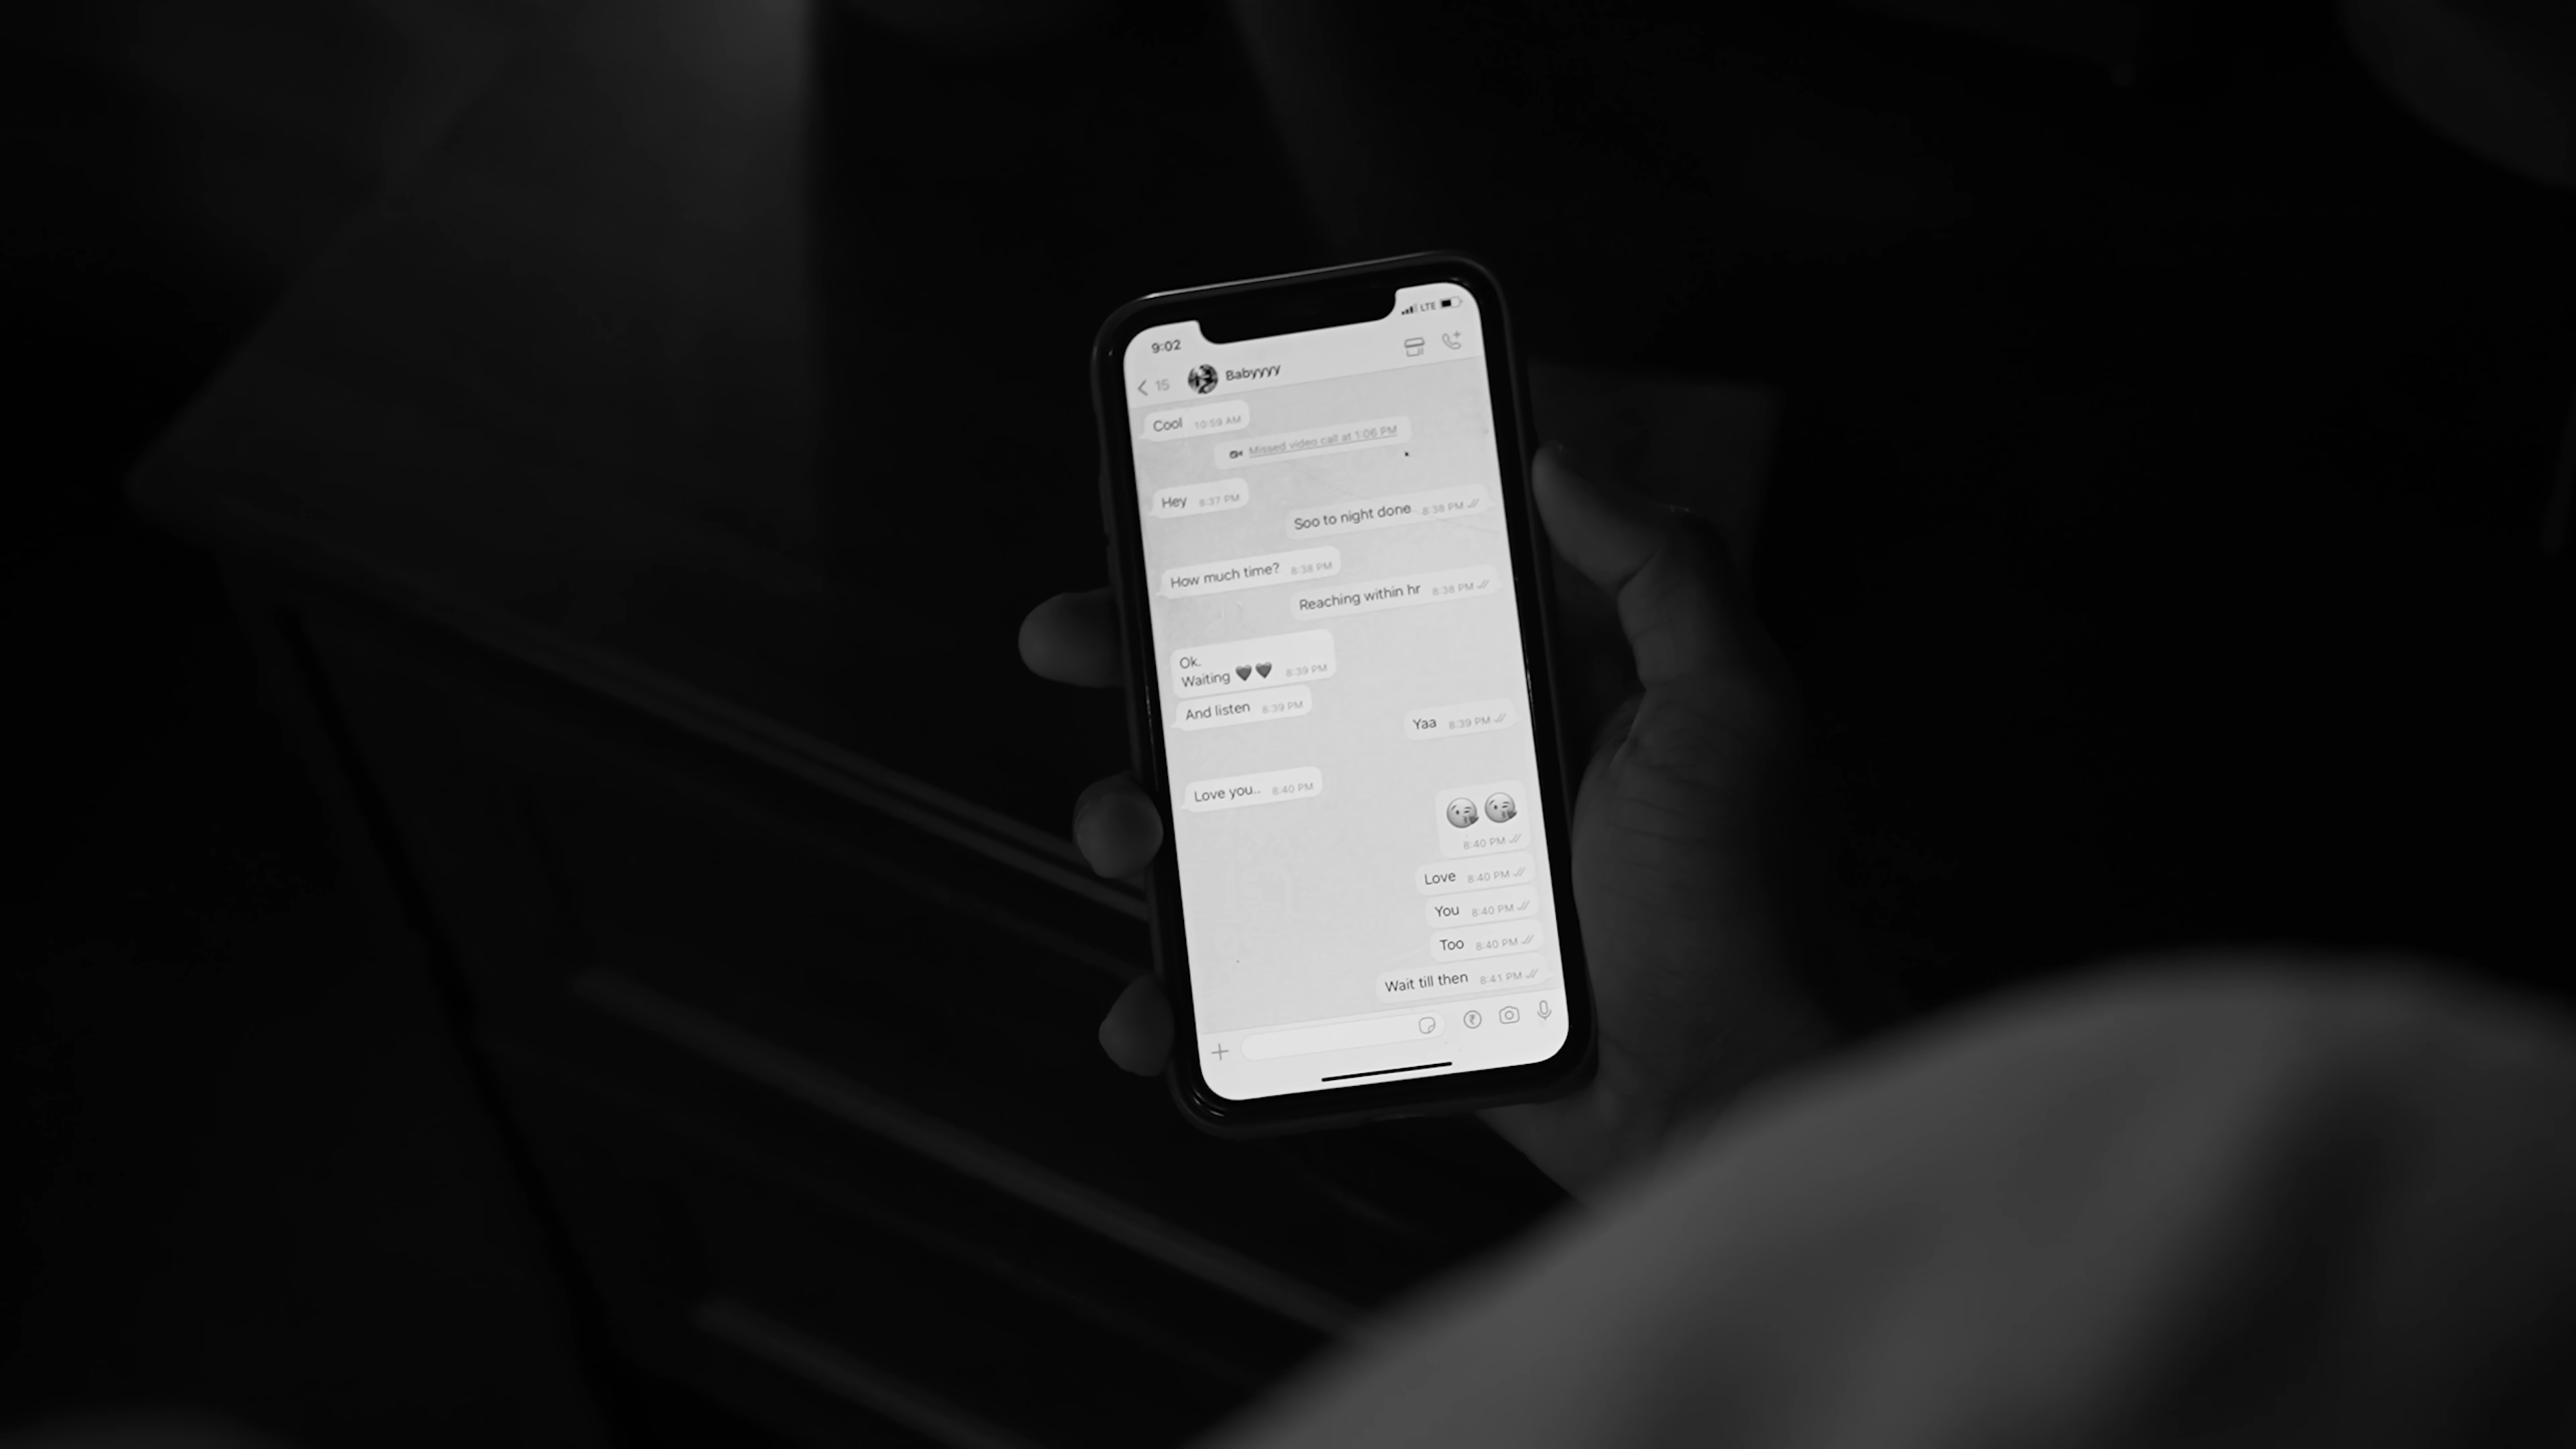 9:02
LTE
15 Babyyyy
Cool 10:59 AM
Missed video call at 1:06 PM
Hey 8:37 PM
Soo to night done 8:38 PM
How much time? 8:38 PM
Reaching within hr 8:38 PM
Ok.
Waiting 🖤🖤 8:39 PM
And listen 8:39 PM
Yaa 8:39 PM
Love you.. 8:40 PM
😘😘
8:40 PM
Love 8:40 PM
You 8:40 PM
Too 8:40 PM
Wait till then 8:41 PM
₹